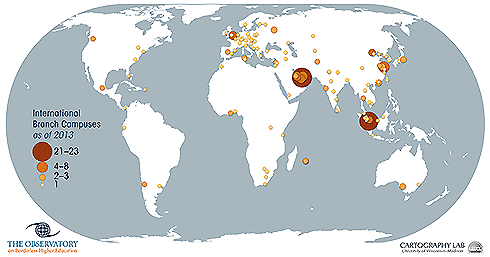 International
Branch Campuses
as of 2013
21–23
4–8
2–3
1
THE OBSERVATORY
on Borderless Higher Education
CARTOGRAPHY LAB
University of Wisconsin-Madison